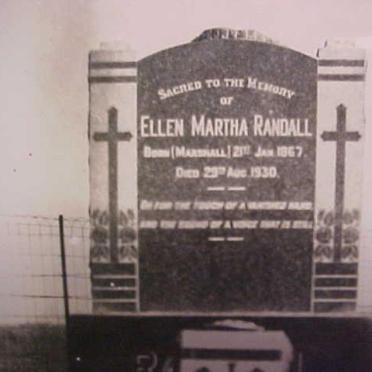 SACRED TO THE MEMORY
OF
ELLEN MARTHA RANDALL
BORN (MARSHALL) 21ST JAN 1867.
DIED 29TH AUG. 1930.
OH FOR THE TOUCH OF A VANISHED HAND,
AND THE SOUND OF A VOICE THAT IS STILL